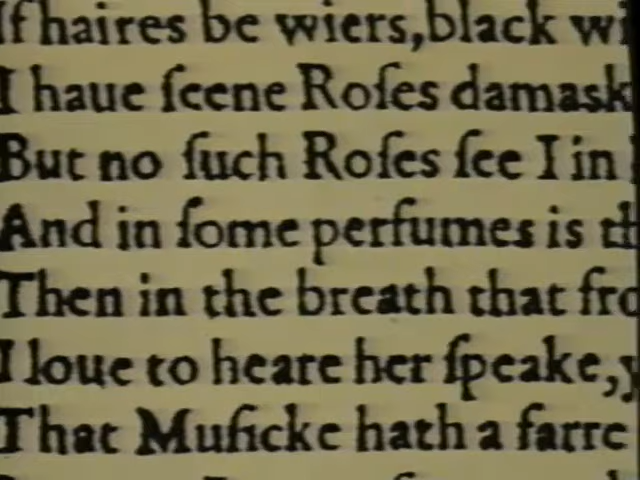 If haires be wiers,black wi
I haue ſeene Roſes damask
But no ſuch Roſes ſee I in
And in ſome perfumes is th
Then in the breath that fro
I loue to heare her ſpeake,y
That Muſicke hath a farre